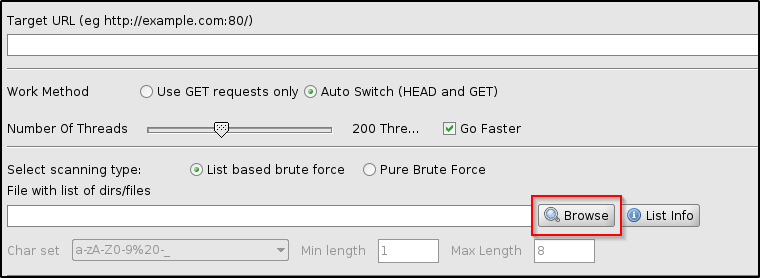 Target URL (eg http://example.com:80/)
Work Method Use GET requests only Auto Switch (HEAD and GET)
Number Of Threads 200 Thre... Go Faster
Select scanning type: List based brute force Pure Brute Force
File with list of dirs/files
Browse List Info
Char set a-zA-Z0-9%20-_ Min length 1 Max Length 8